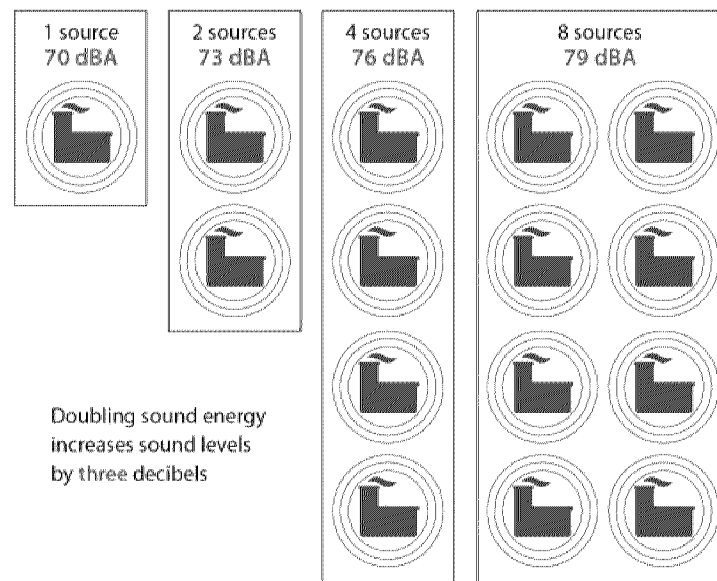 1 source
70 dBA
2 sources
73 dBA
4 sources
76 dBA
8 sources
79 dBA
Doubling sound energy
increases sound levels
by three decibels